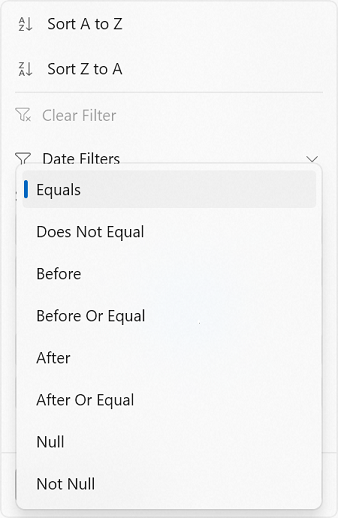 Sort A to Z
Sort Z to A
Clear Filter
Date Filters
Equals
Does Not Equal
Before
Before Or Equal
After
After Or Equal
Null
Not Null